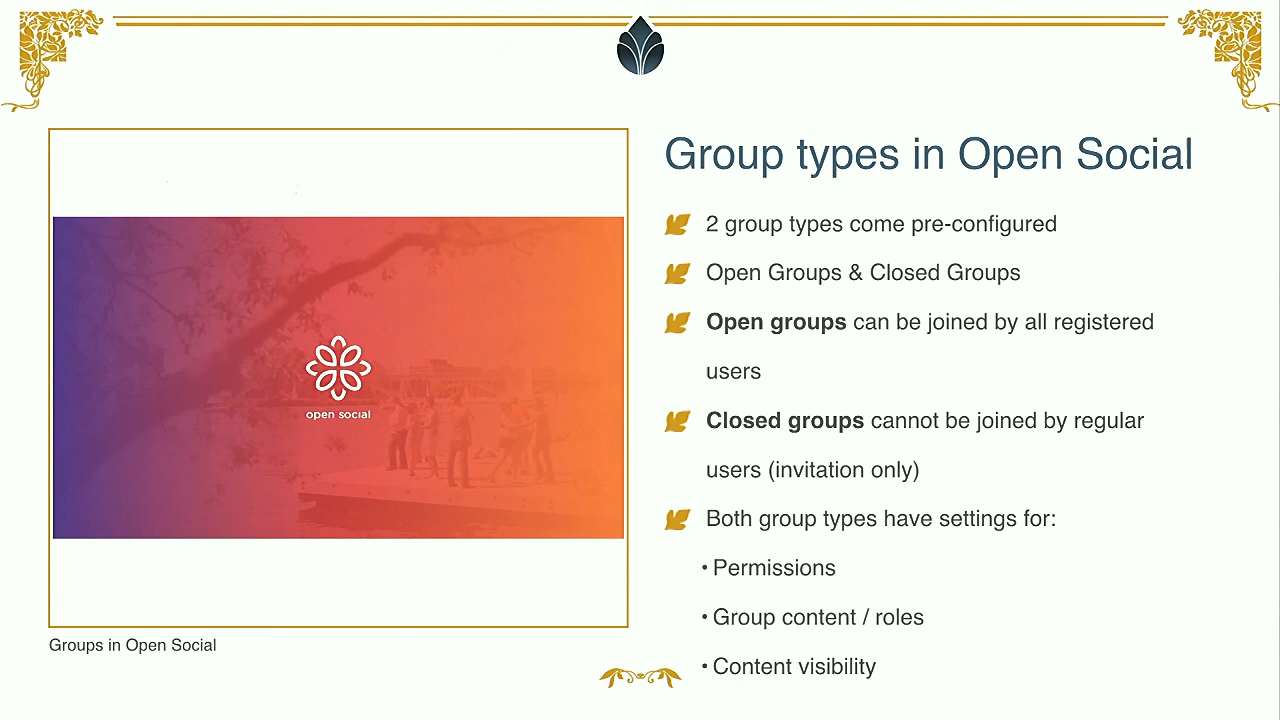 Group types in Open Social
2 group types come pre-configured
Open Groups & Closed Groups
Open groups can be joined by all registered
users
Closed groups cannot be joined by regular
users (invitation only)
Both group types have settings for:
• Permissions
• Group content / roles
• Content visibility
open social
Groups in Open Social